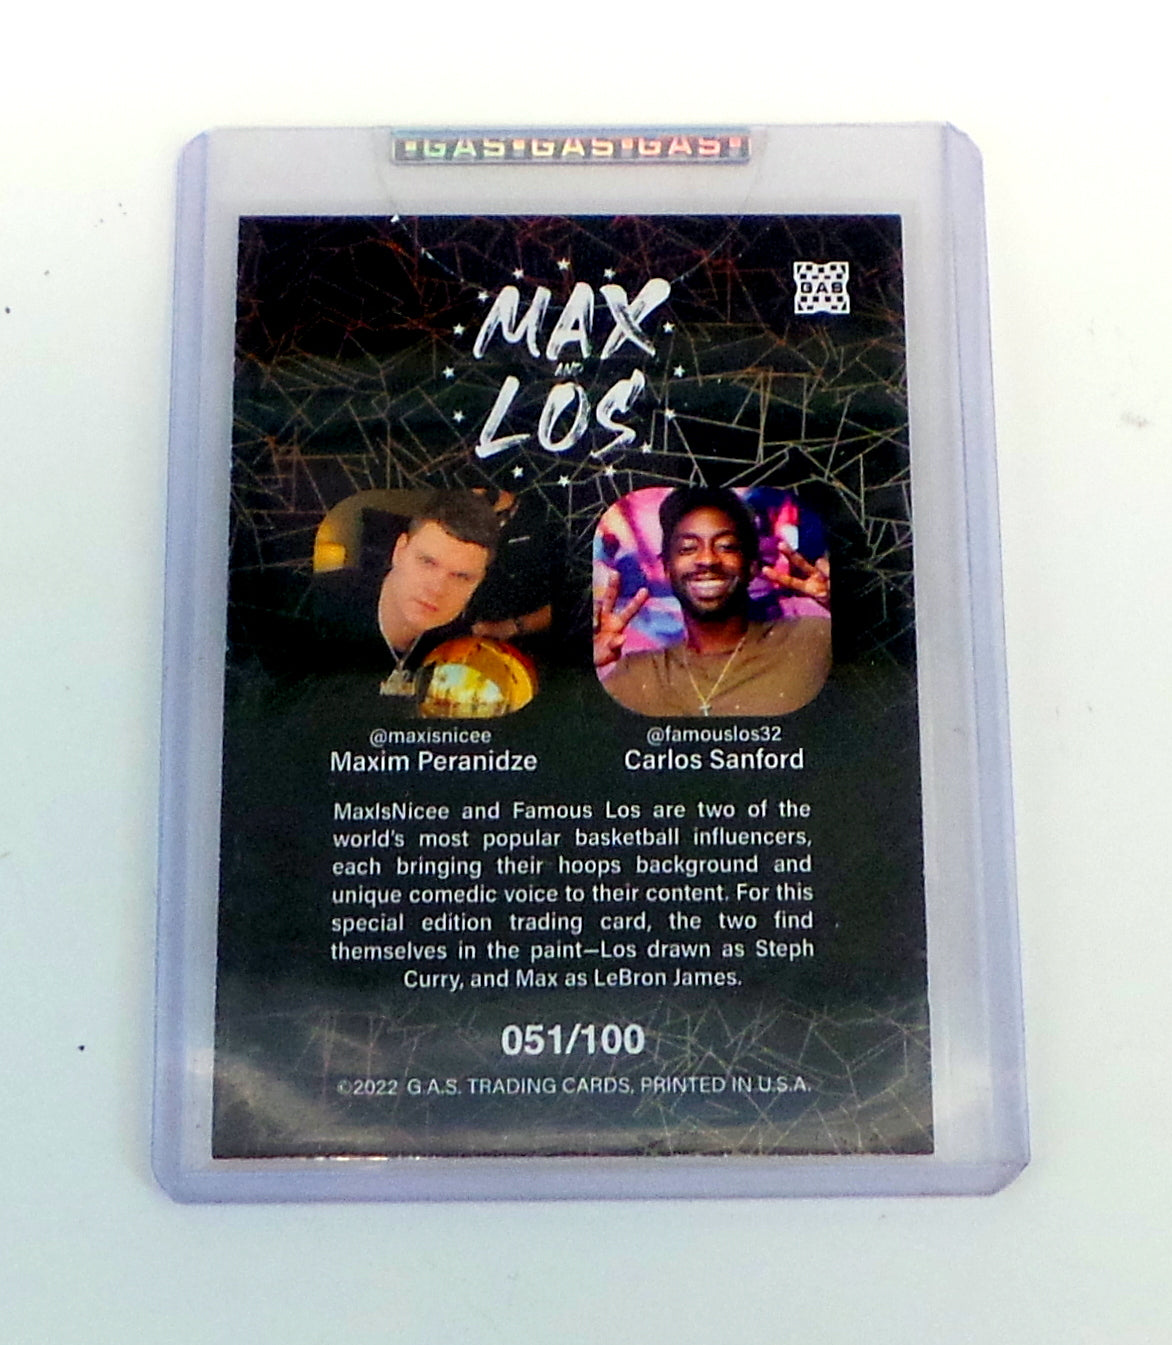 GAS GAS GAS
GAS
MAX
AND
LOS
@maxisnicee
Maxim Peranidze
@famouslos32
Carlos Sanford
MaxIsNicee and Famous Los are two of the
world's most popular basketball influencers,
each bringing their hoops background and
unique comedic voice to their content. For this
special edition trading card, the two find
themselves in the paint—Los drawn as Steph
Curry, and Max as LeBron James.
051/100
©2022 G.A.S. TRADING CARDS, PRINTED IN U.S.A.